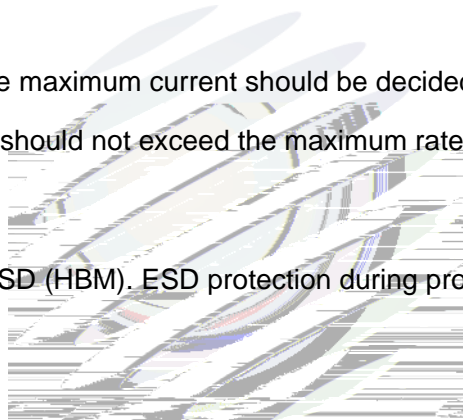 e maximum current should be decided
should not exceed the maximum rate
SD (HBM). ESD protection during pro